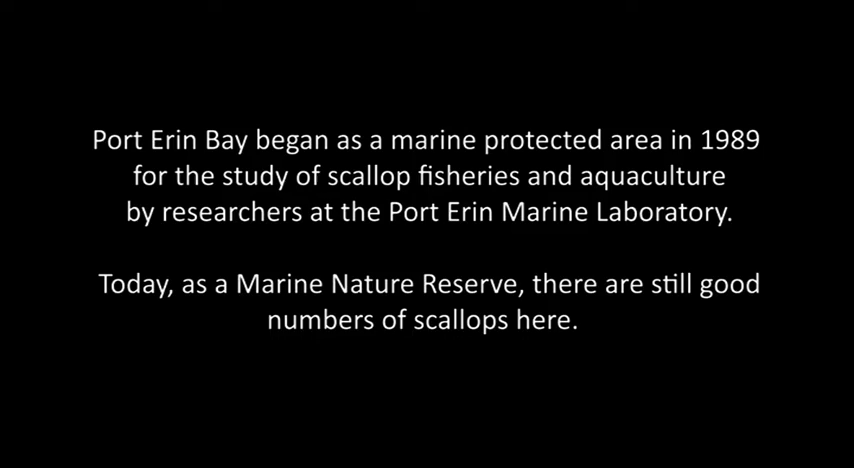 Port Erin Bay began as a marine protected area in 1989
for the study of scallop fisheries and aquaculture
by researchers at the Port Erin Marine Laboratory.
Today, as a Marine Nature Reserve, there are still good
numbers of scallops here.